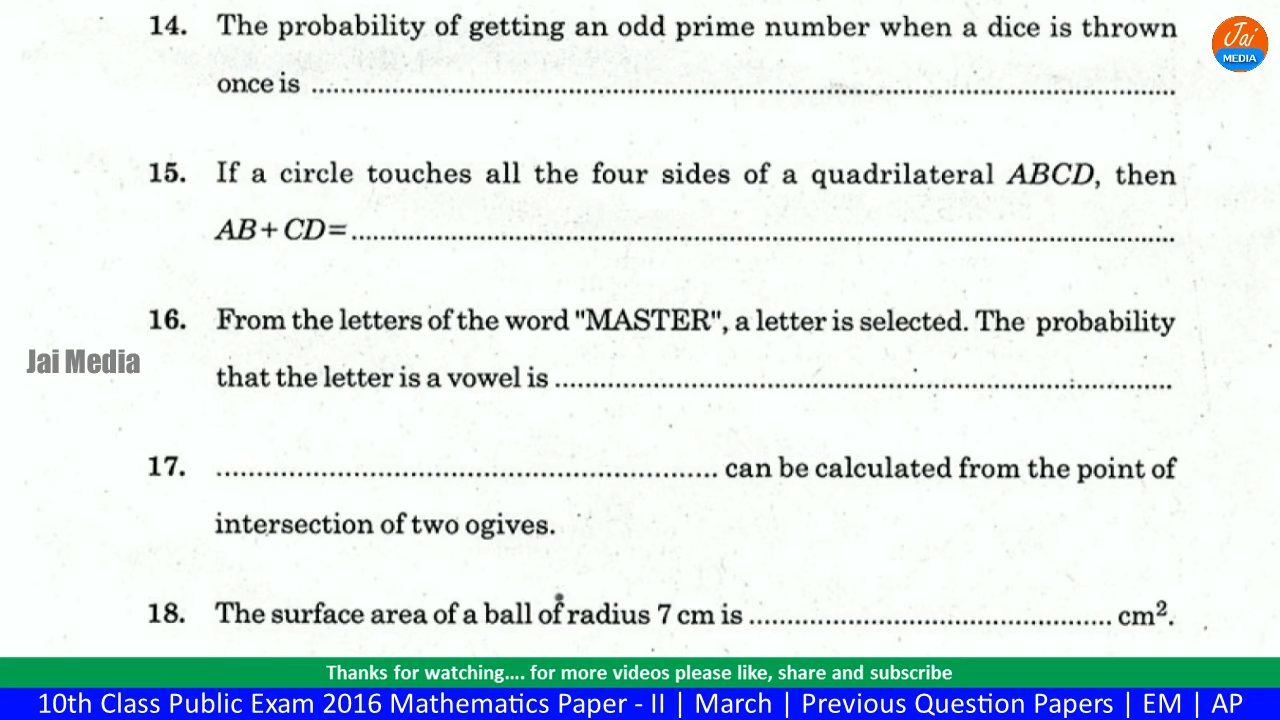 14. The probability of getting an odd prime number when a dice is thrown
once is ........................................
Jai
MEDIA
15. If a circle touches all the four sides of a quadrilateral ABCD, then
AB + CD= ........................................
16. From the letters of the word "MASTER", a letter is selected. The probability
Jai Media
that the letter is a vowel is ........................................
17. ........................................ can be calculated from the point of
intersection of two ogives.
18. The surface area of a ball of radius 7 cm is ........................................ cm².
Thanks for watching.... for more videos please like, share and subscribe
10th Class Public Exam 2016 Mathematics Paper - II | March | Previous Question Papers | EM | AP